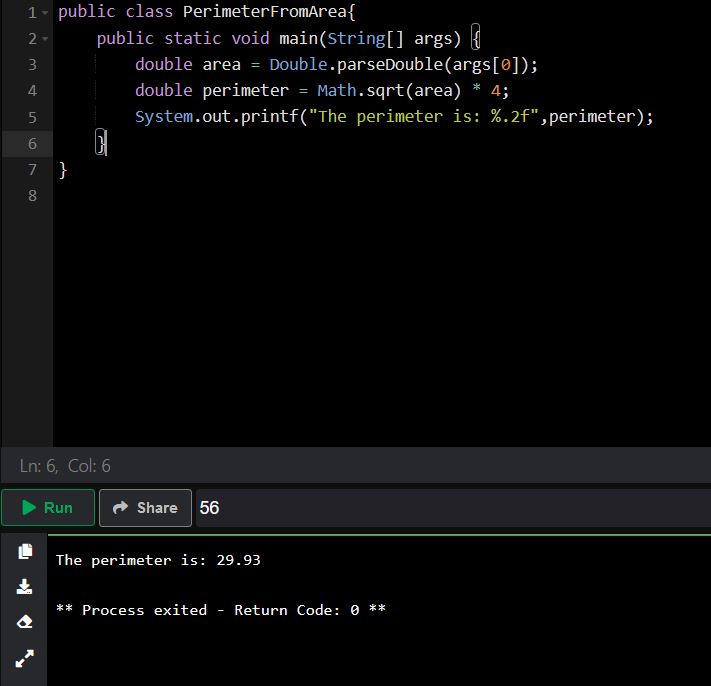 1 public class PerimeterFromArea{
2 public static void main(String[] args) {
3 double area = Double.parseDouble(args[0]);
4 double perimeter = Math.sqrt(area) * 4;
5 System.out.printf("The perimeter is: %.2f",perimeter);
6 }
7 }
8
Ln: 6, Col: 6
Run Share 56
The perimeter is: 29.93
** Process exited - Return Code: 0 **